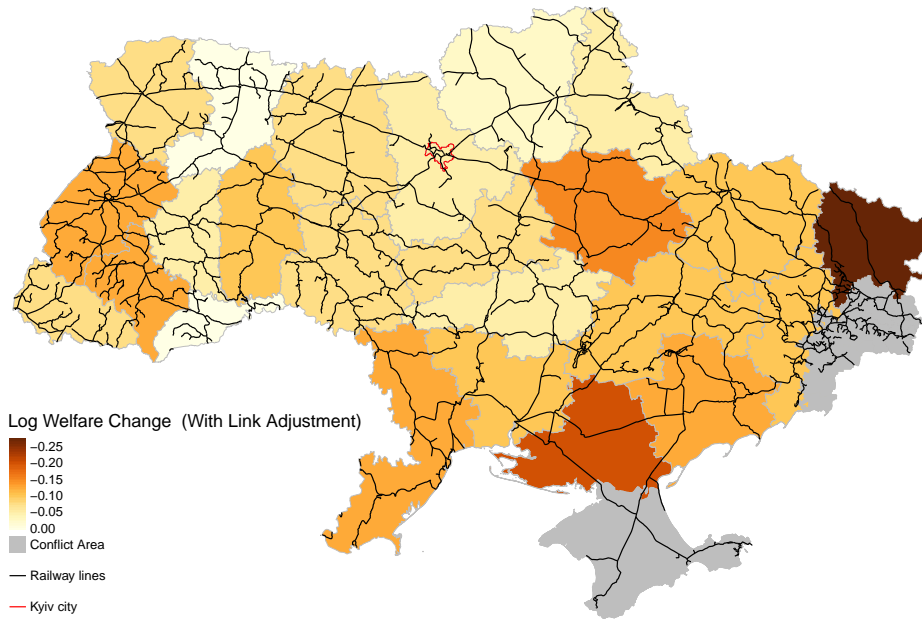 Log Welfare Change  (With Link Adjustment)
−0.25
−0.20
−0.15
−0.10
−0.05
0.00
Conflict Area
Railway lines
Kyiv city